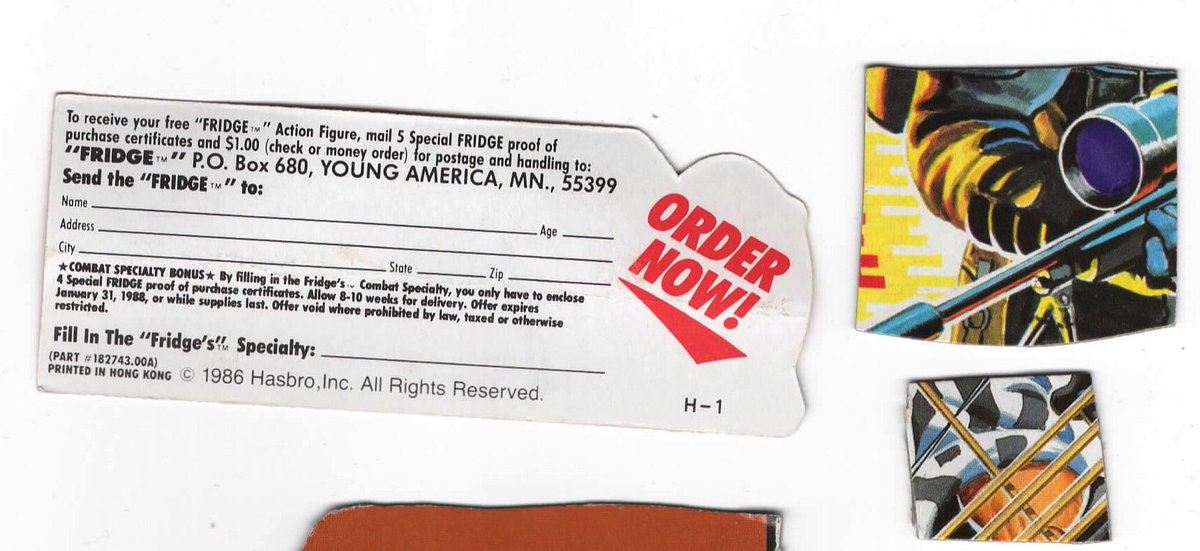 To receive your free "FRIDGE™" Action Figure, mail 5 Special FRIDGE proof of
purchase certificates and $1.00 (check or money order) for postage and handling to:
"FRIDGE™" P.O. Box 680, YOUNG AMERICA, MN., 55399
Send the "FRIDGE™" to:
Name
Age
Address
City
State
Zip
★COMBAT SPECIALTY BONUS★ By filling in the Fridge's™ Combat Specialty, you only have to enclose
4 Special FRIDGE proof of purchase certificates. Allow 8-10 weeks for delivery. Offer expires
January 31, 1988, or while supplies last. Offer void where prohibited by law, taxed or otherwise
restricted.
Fill In The "Fridge's"™ Specialty:
(PART #182743.00A)
PRINTED IN HONG KONG © 1986 Hasbro,Inc. All Rights Reserved.
ORDER
NOW!
H-1